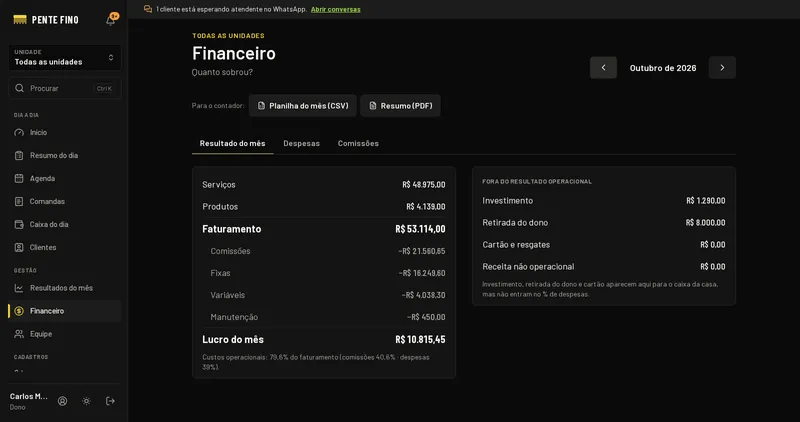 1 cliente está esperando atendente no WhatsApp. Abrir conversas
PENTE FINO
9+
UNIDADE
Todas as unidades
Procurar
Ctrl K
DIA A DIA
Início
Resumo do dia
Agenda
Comandas
Caixa do dia
Clientes
GESTÃO
Resultados do mês
Financeiro
Equipe
CADASTROS
Carlos M...
Dono
TODAS AS UNIDADES
Financeiro
Quanto sobrou?
Outubro de 2026
Para o contador:
Planilha do mês (CSV)
Resumo (PDF)
Resultado do mês
Despesas
Comissões
Serviços R$ 48.975,00
Produtos R$ 4.139,00
Faturamento R$ 53.114,00
Comissões −R$ 21.560,65
Fixas −R$ 16.249,60
Variáveis −R$ 4.038,30
Manutenção −R$ 450,00
Lucro do mês R$ 10.815,45
Custos operacionais: 79,6% do faturamento (comissões 40,6% · despesas
39%).
FORA DO RESULTADO OPERACIONAL
Investimento R$ 1.290,00
Retirada do dono R$ 8.000,00
Cartão e resgates R$ 0,00
Receita não operacional R$ 0,00
Investimento, retirada do dono e cartão aparecem aqui para o caixa da casa,
mas não entram no % de despesas.